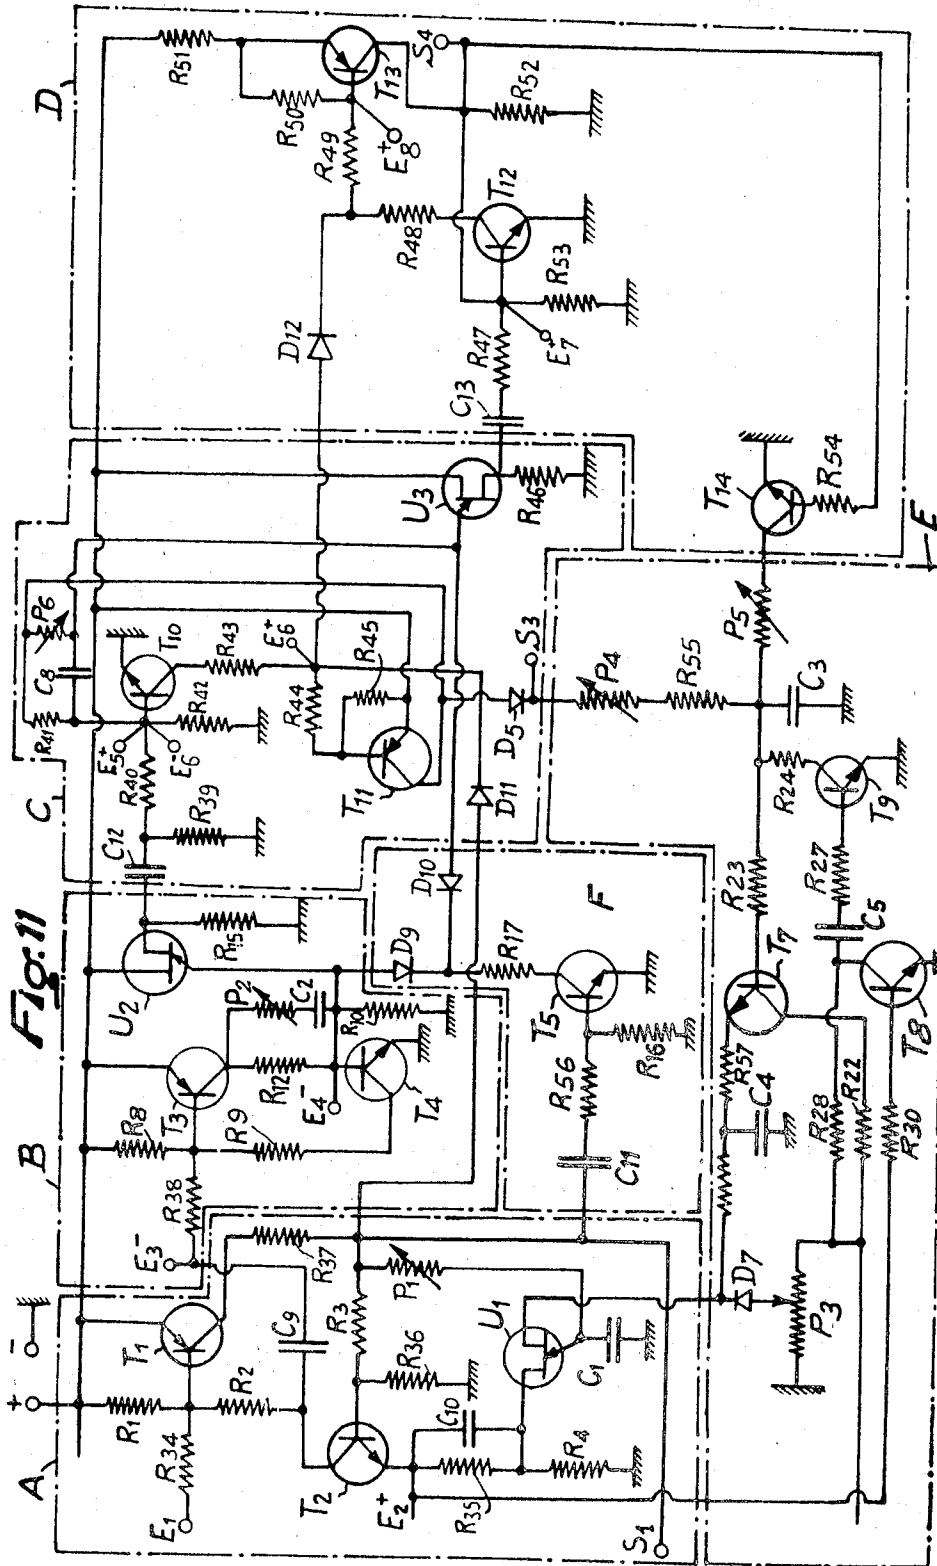 Fig. 11
A
B
C
D
E
F
+
-
E1
R34
R1
R2
T1
E3-
R38
R8
T3
R9
R12
P2
C2
R10
E4-
T4
U2
R15
C12
R39
R40
E5+
E6-
R41
C8
P6
T10
R42
R43
E6+
R44
R45
T11
D5
S3
D10
D11
D9
R17
T5
R56
R16
C11
U3
R46
C13
R47
D12
R51
R50
T13
E8+
R49
R48
T12
E7+
R53
S4
R52
T14
R54
P5
P4
R55
C3
R24
T9
R23
R27
C5
T7
R57
C4
R28
R22
T8
R30
D7
P3
R37
C9
R3
P1
T2
R36
C10
E2+
R35
R4
U1
C1
S1